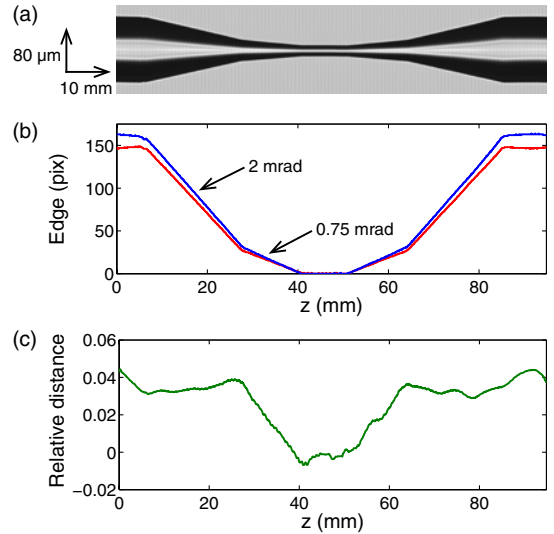 (a)
80 µm
10 mm
(b)
150
100
50
0
Edge (pix)
2 mrad
0.75 mrad
0 20 40 60 80
z (mm)
(c)
0.06
0.04
0.02
0
−0.02
Relative distance
0 20 40 60 80
z (mm)